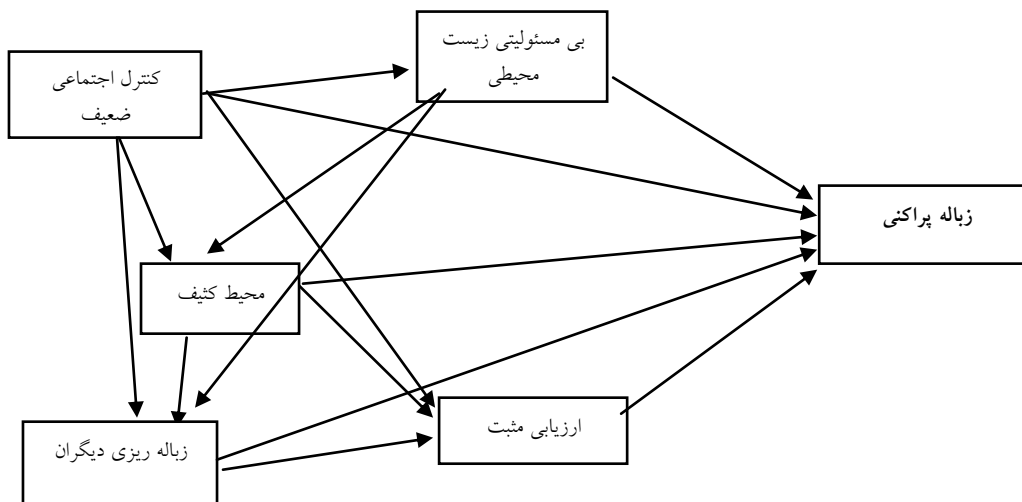 بی مسئولیتی زیست
محیطی
کنترل اجتماعی
ضعیف
زباله پراکنی
محیط کثیف
ارزیابی مثبت
زباله ریزی دیگران